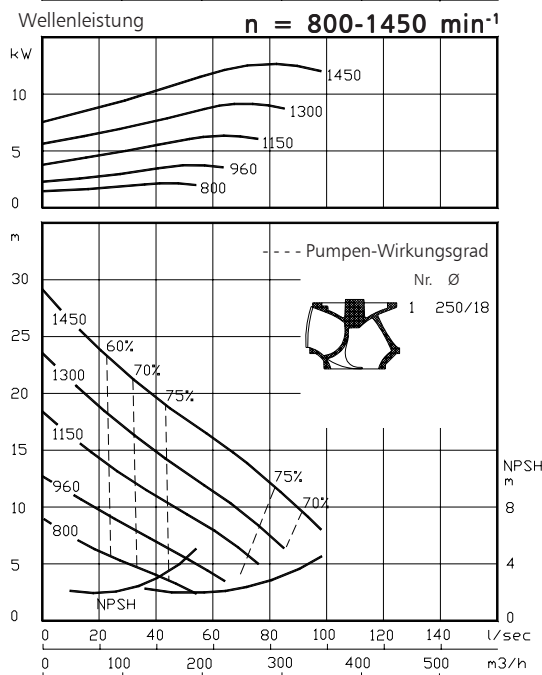 Wellenleistung n = 800-1450 min⁻¹
kW
1450
10
1300
1150
5
960
800
0
m
---- Pumpen-Wirkungsgrad
30
Nr. Ø
1 250/18
1450
25
60%
70%
1300
75%
20
1150
15
75%
NPSH
m
960
70%
10
8
800
5
4
NPSH
0
0
0 20 40 60 80 100 120 140 l/sec
0 100 200 300 400 500 m3/h